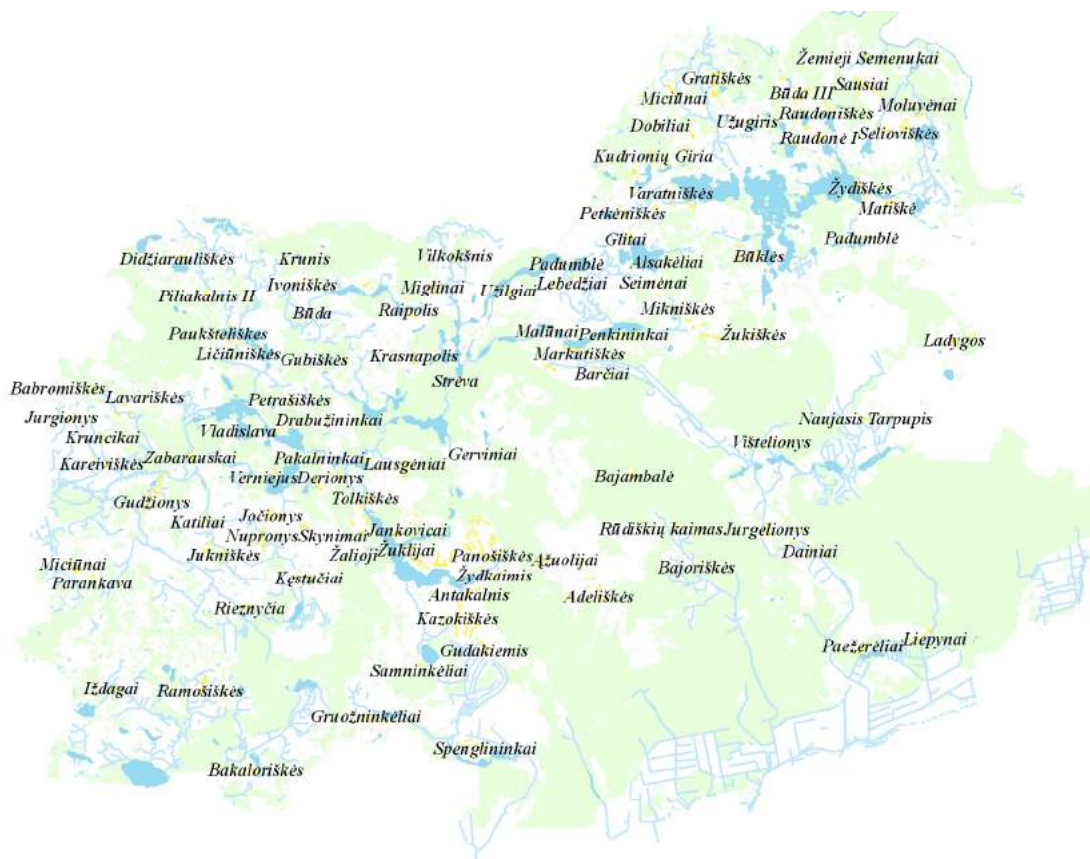 Žemieji Semenukai
Gratiškės
Sausiai
Būda III
Miciūnai
Moluvėnai
Raudoniškės
Užugiris
Dobiliai
Raudonė I
Selioviškės
Kudrionių Giria
Žydiškės
Varatniškės
Matiškė
Petkėniškės
Glitai
Padumblė
Vilkokšnis
Būklės
Krunis
Didžiarauliškės
Padumblė
Alsakėliai
Ivoniškės
Miglinai
Lebedžiai
Seimėnai
Užilgiai
Piliakalnis II
Raipolis
Mikniškės
Būda
Paukšteliškes
Malūnai
Penkininkai
Žukiškės
Ladygos
Ličiūniškės
Gubiškės
Krasnapolis
Markutiškės
Barčiai
Strėva
Babromiškės
Lavariškės
Petrašiškės
Jurgionys
Drabužininkai
Naujasis Tarpupis
Vladislava
Kruncikai
Vištelionys
Gerviniai
Zabarauskai
Pakalninkai
Kareiviškės
Lausgėniai
Verniejus
Derionys
Bajambalė
Gudžionys
Tolkiškės
Jočionys
Katiliai
Jankovicai
Rūdiškių kaimas
Jurgelionys
Nupronys
Skynimai
Jukniškės
Žalioji
Žuklijai
Panošiškės
Ąžuolijai
Dainiai
Miciūnai
Bajoriškės
Parankava
Kęstučiai
Žydkaimis
Antakalnis
Adeliškės
Rieznyčia
Kazokiškės
Liepynai
Paežerėliai
Gudakiemis
Samninkėliai
Iždagai
Ramošiškės
Gruožninkėliai
Spenglininkai
Bakaloriškės